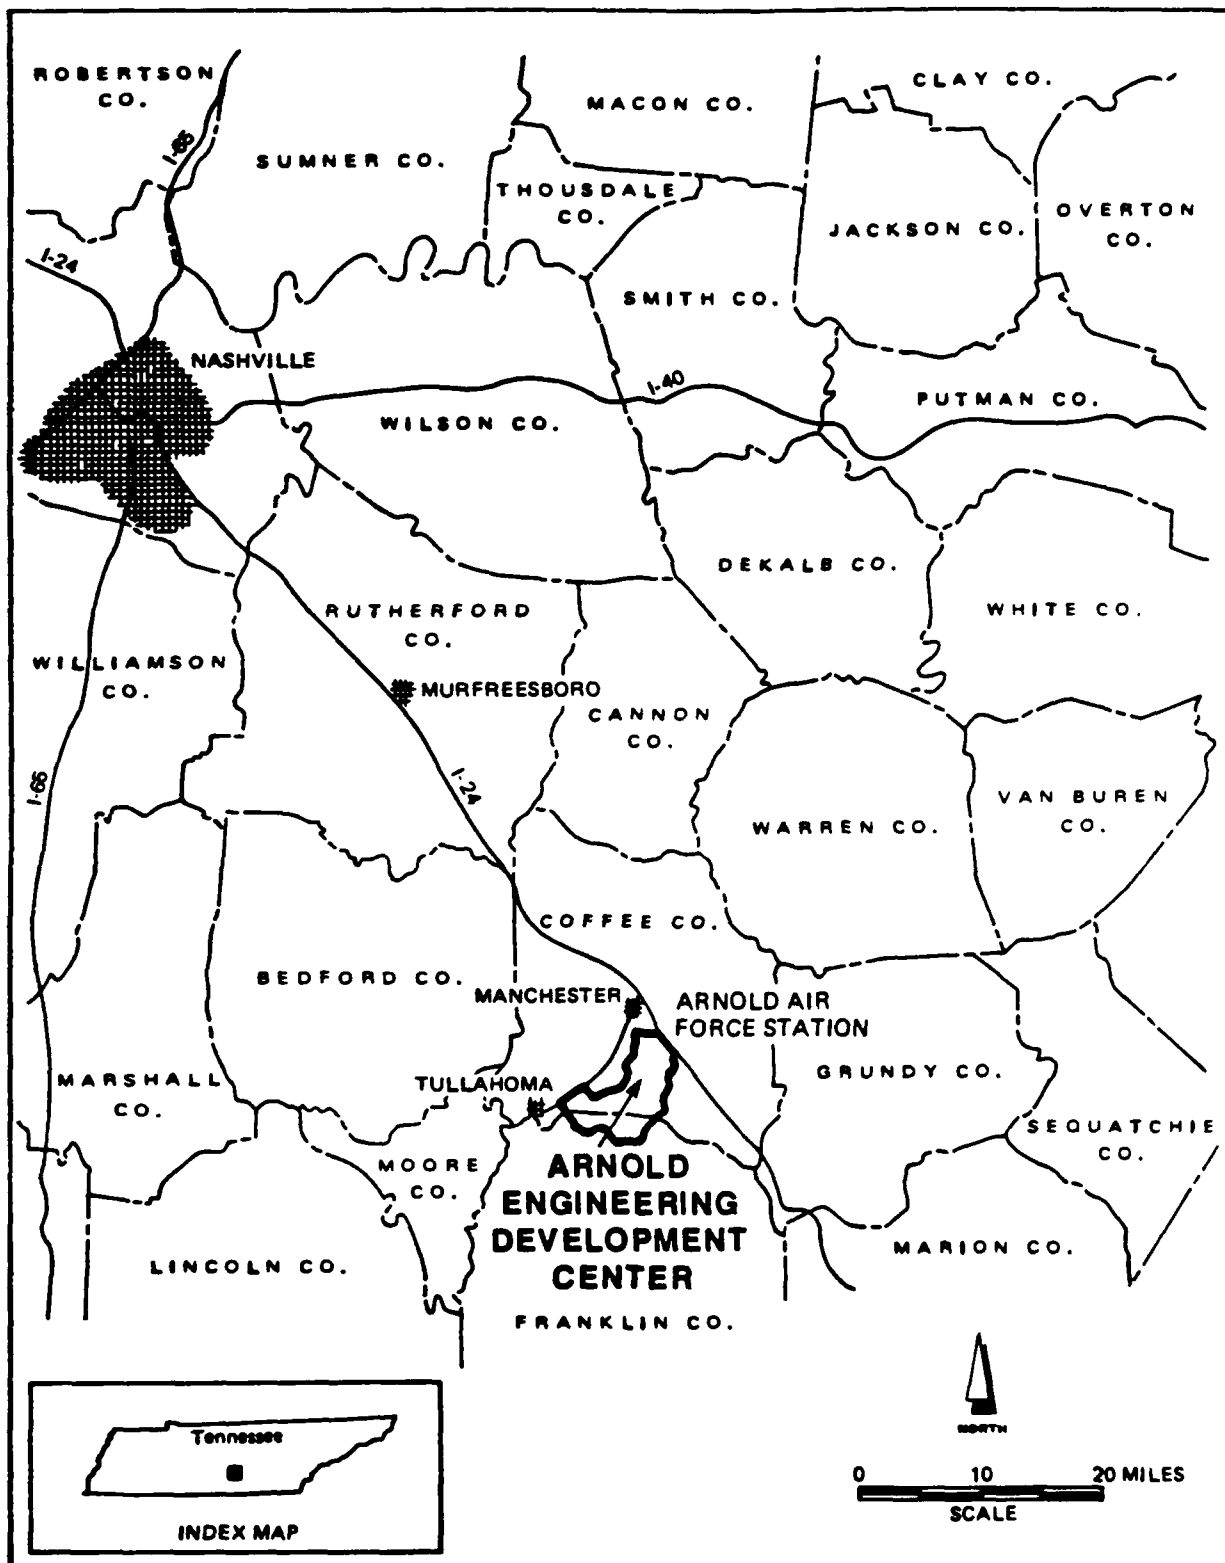 ROBERTSON
CO.
I-65
SUMNER CO.
MACON CO.
CLAY CO.
THOUSDALE
CO.
JACKSON CO.
OVERTON
CO.
I-24
SMITH CO.
NASHVILLE
I-40
PUTMAN CO.
WILSON CO.
DEKALB CO.
WHITE CO.
RUTHERFORD
CO.
WILLIAMSON
CO.
MURFREESBORO
CANNON
CO.
I-65
I-24
VAN BUREN
CO.
WARREN CO.
COFFEE CO.
BEDFORD CO.
MANCHESTER
ARNOLD AIR
FORCE STATION
MARSHALL
CO.
TULLAHOMA
GRUNDY CO.
SEQUATCHIE
CO.
MOORE
CO.
ARNOLD
ENGINEERING
DEVELOPMENT
CENTER
LINCOLN CO.
MARION CO.
FRANKLIN CO.
NORTH
Tennessee
INDEX MAP
0 10 20 MILES
SCALE